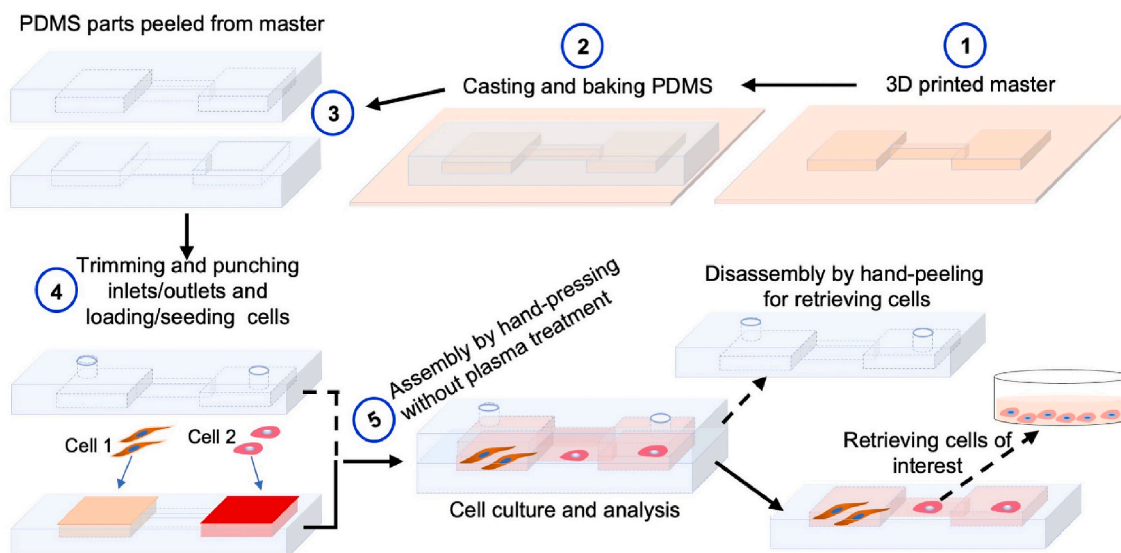 PDMS parts peeled from master
2
Casting and baking PDMS
1
3D printed master
3
4
Trimming and punching
inlets/outlets and
loading/seeding cells
Cell 1
Cell 2
5
Assembly by hand-pressing
without plasma treatment
Cell culture and analysis
Disassembly by hand-peeling
for retrieving cells
Retrieving cells of
interest